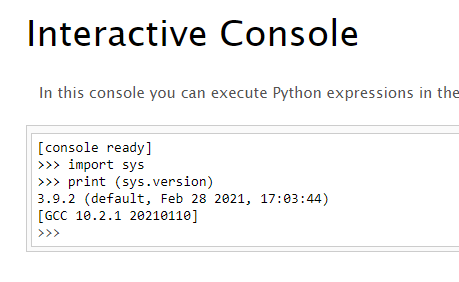 Interactive Console
In this console you can execute Python expressions in the
[console ready]
>>> import sys
>>> print (sys.version)
3.9.2 (default, Feb 28 2021, 17:03:44)
[GCC 10.2.1 20210110]
>>>